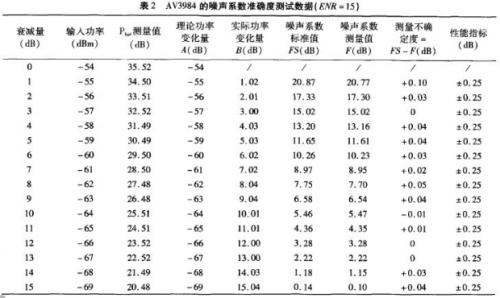 表2 AV3984的噪声系数准确度测试数据(ENR=15)
衰减量(dB) 输入功率(dBm) Phot测量值(dB) 理论功率变化量A(dB) 实际功率变化量B(dB) 噪声系数标准值FS(dB) 噪声系数测量值F(dB) 测量不确定度=FS-F(dB) 性能指标(dB)
0 -54 35.52 -54 / / / / /
1 -55 34.50 -55 1.02 20.87 20.77 +0.10 ±0.25
2 -56 33.51 -56 2.01 17.33 17.30 +0.03 ±0.25
3 -57 32.52 -57 3.00 15.02 15.02 0 ±0.25
4 -58 31.49 -58 4.03 13.20 13.16 +0.04 ±0.25
5 -59 30.49 -59 5.03 11.65 11.61 +0.04 ±0.25
6 -60 29.50 -60 6.02 10.26 10.23 +0.03 ±0.25
7 -61 28.50 -61 7.02 8.97 8.95 +0.02 ±0.25
8 -62 27.48 -62 8.04 7.75 7.70 +0.05 ±0.25
9 -63 26.48 -63 9.04 6.58 6.54 +0.04 ±0.25
10 -64 25.51 -64 10.01 5.46 5.47 -0.01 ±0.25
11 -65 24.51 -65 11.01 4.36 4.35 +0.01 ±0.25
12 -66 23.52 -66 12.00 3.28 3.28 0 ±0.25
13 -67 22.52 -67 13.00 2.22 2.22 0 ±0.25
14 -68 21.49 -68 14.03 1.18 1.15 +0.03 ±0.25
15 -69 20.48 -69 15.04 0.14 0.10 +0.04 ±0.25